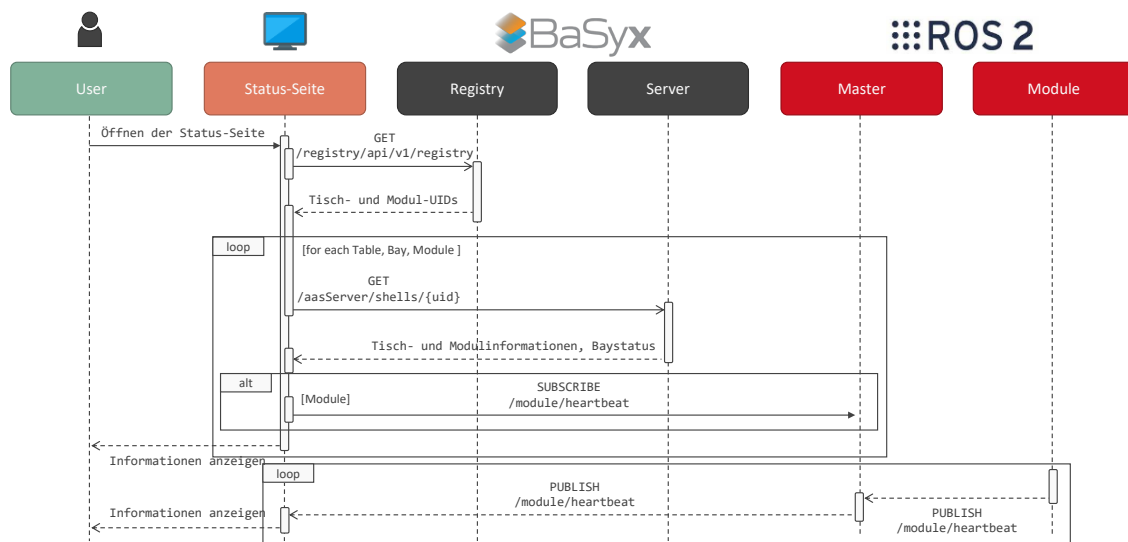 BaSyx
ROS 2
User
Status-Seite
Registry
Server
Master
Module
Öffnen der Status-Seite
GET
/registry/api/v1/registry
Tisch- und Modul-UIDs
loop
[for each Table, Bay, Module ]
GET
/aasServer/shells/{uid}
Tisch- und Modulinformationen, Baystatus
alt
[Module]
SUBSCRIBE
/module/heartbeat
Informationen anzeigen
loop
PUBLISH
/module/heartbeat
PUBLISH
/module/heartbeat
Informationen anzeigen